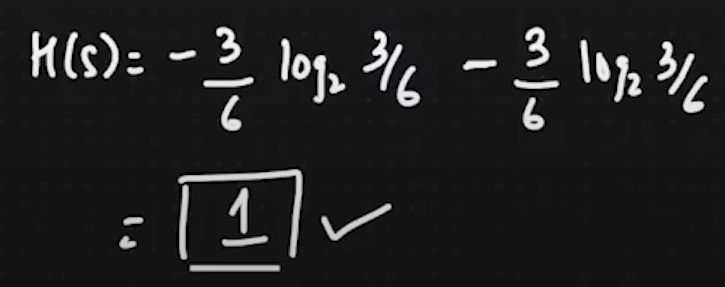 H(S) = - 3/6 log₂ 3/6 - 3/6 log₂ 3/6
= 1 ✓